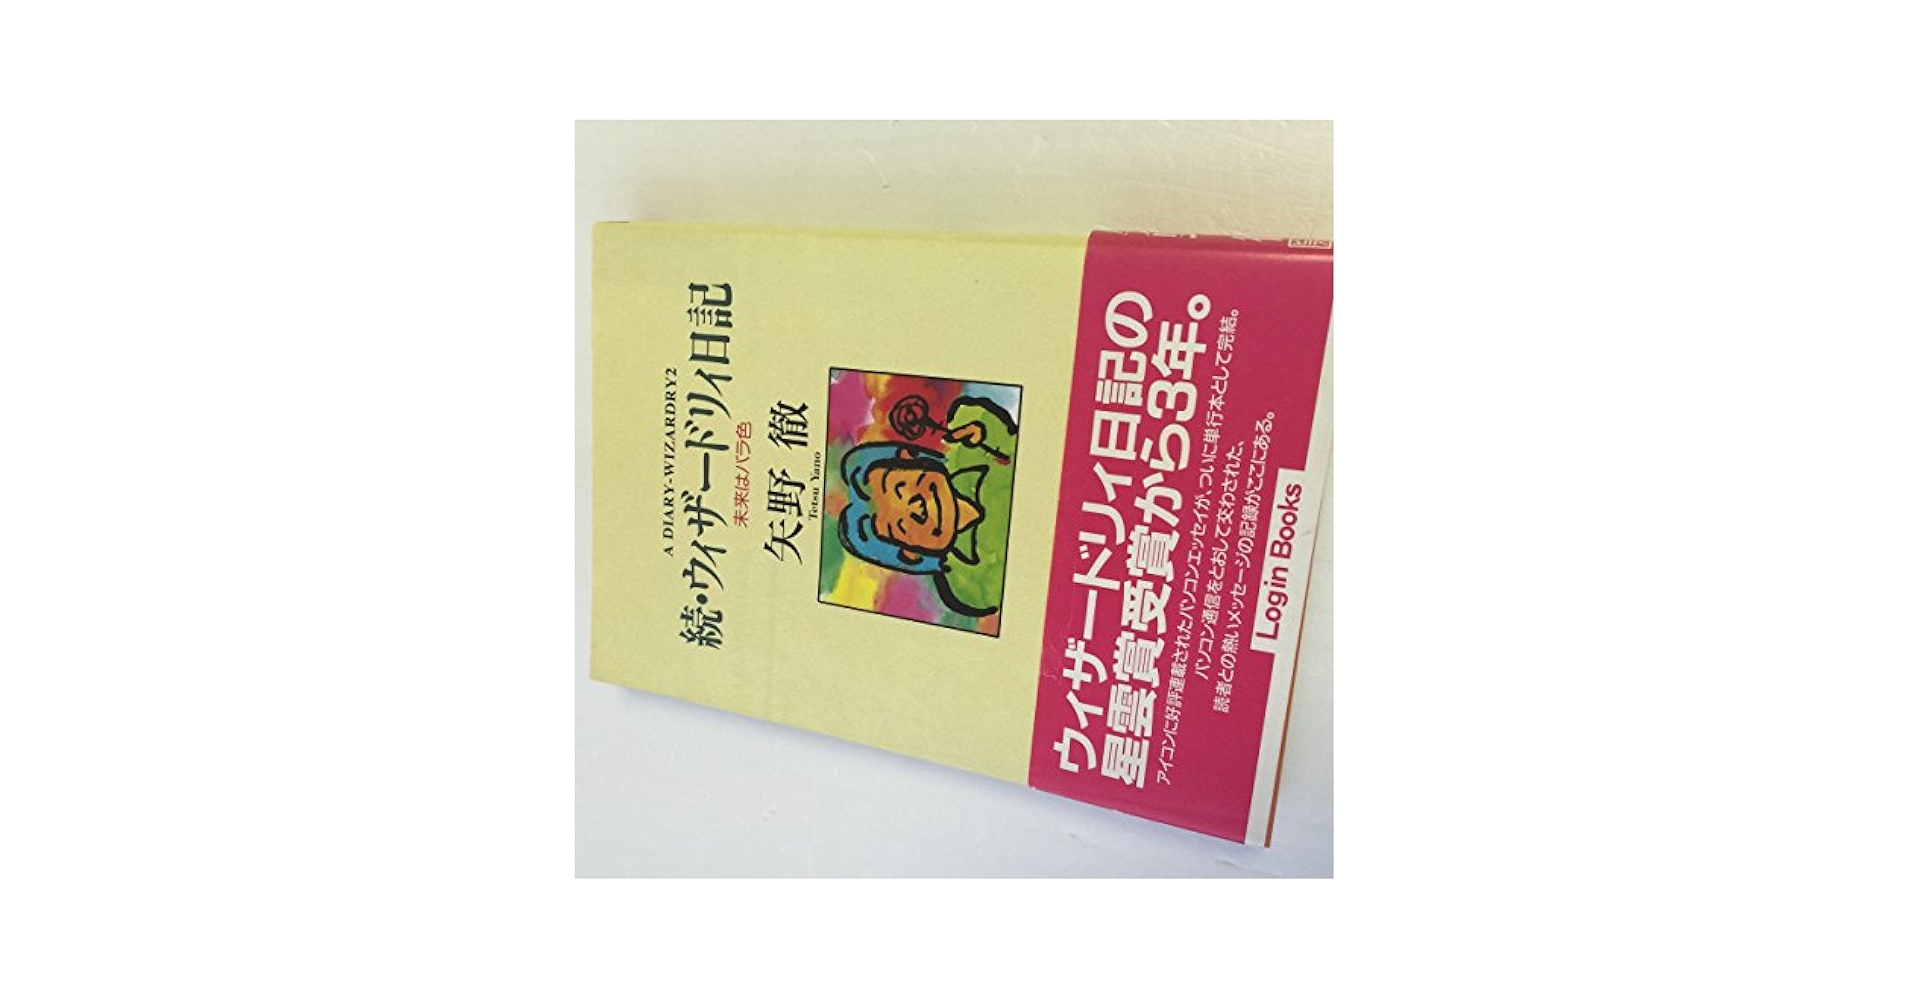 A DIARY-WIZARDRY2
続・ウィザードリィ日記
未来はバラ色
矢野 徹
Tetsu Yano
ウィザードリィ日記の
星雲賞受賞から3年。
アイコンに好評連載されたパソコンエッセイが、ついに単行本として完結。
パソコン通信をとおして交わされた、
読者との熱いメッセージの記録がここにある。
Login Books